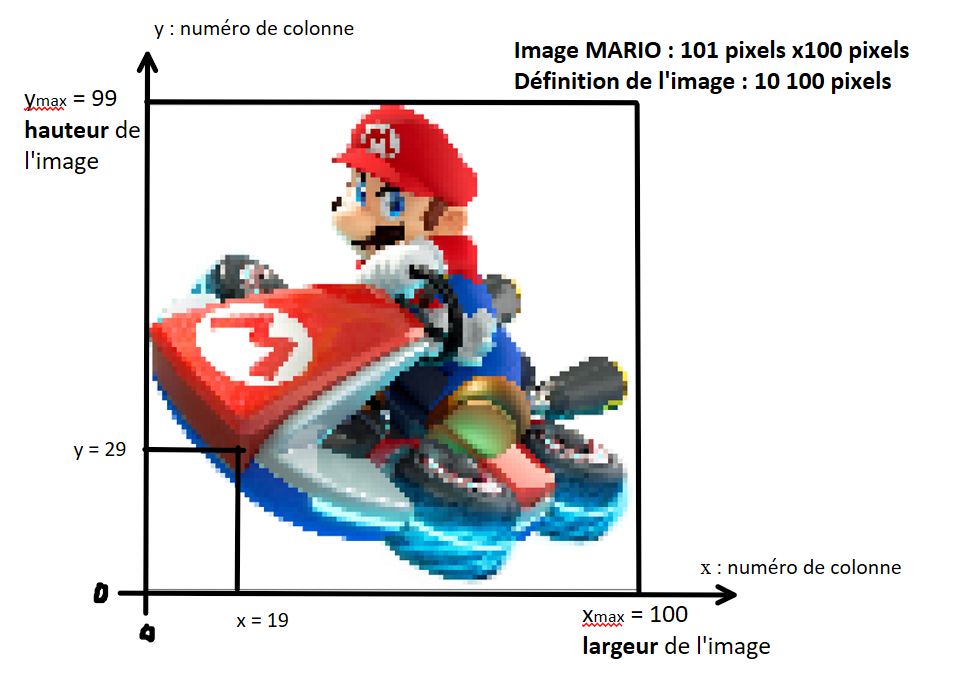 y : numéro de colonne
Image MARIO : 101 pixels x100 pixels
Définition de l'image : 10 100 pixels
ymax = 99
hauteur de
l'image
M
M
y = 29
x : numéro de colonne
0
x = 19
xmax = 100
0
largeur de l'image